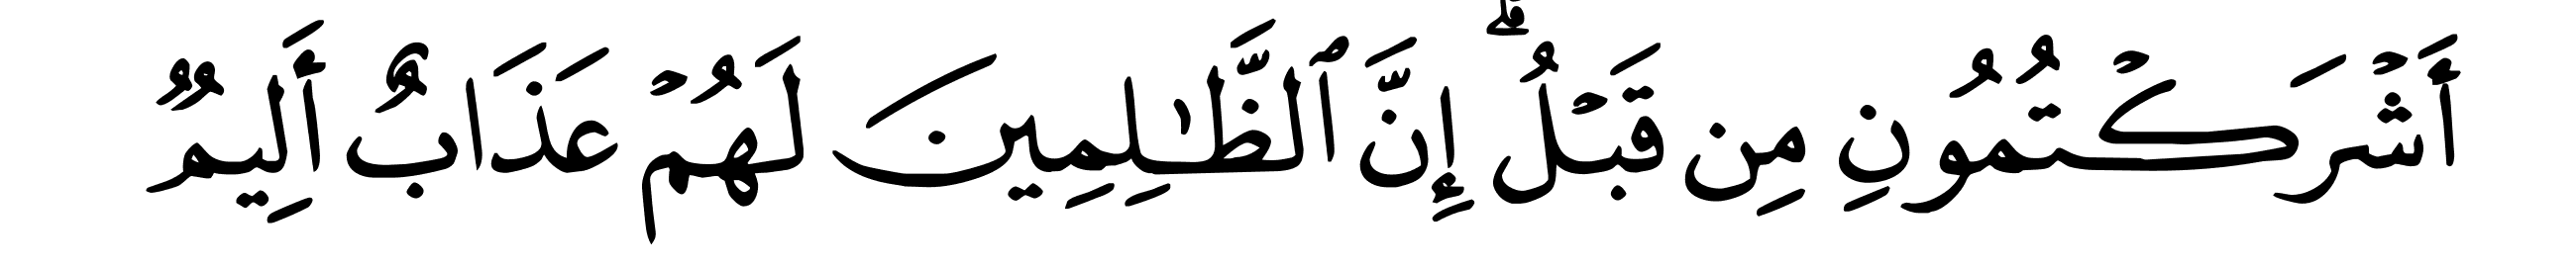 أَشْرَكْتُمُونِ مِن قَبْلُ ۗ إِنَّ ٱلظَّـٰلِمِينَ لَهُمْ عَذَابٌ أَلِيمٌ